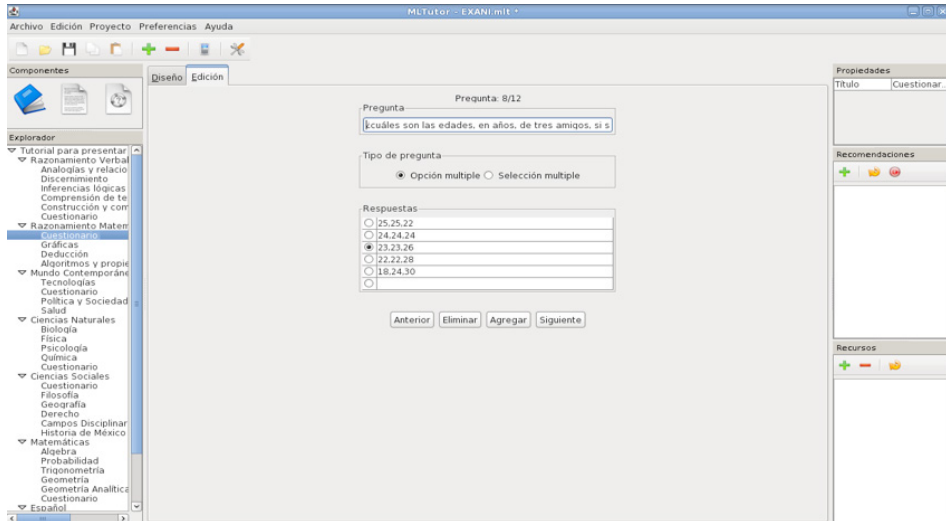 MLTutor - EXANI.mlt *
Archivo Edición Proyecto Preferencias Ayuda
Componentes
Explorador
Tutorial para presentar
Razonamiento Verbal
Analogías y relacio
Discernimiento
Inferencias lógicas
Comprensión de te
Construcción y com
Cuestionario
Razonamiento Matem
Cuestionario
Gráficas
Deducción
Algoritmos y propie
Mundo Contemporáne
Tecnologías
Cuestionario
Política y Sociedad
Salud
Ciencias Naturales
Biología
Física
Psicología
Química
Cuestionario
Ciencias Sociales
Cuestionario
Filosofía
Geografía
Derecho
Campos Disciplinar
Historia de México
Matemáticas
Algebra
Probabilidad
Trigonometría
Geometría
Geometría Analítica
Cuestionario
Español
Diseño Edición
Pregunta: 8/12
Pregunta
¿cuáles son las edades, en años, de tres amigos, si s
Tipo de pregunta
Opción multiple Selección multiple
Respuestas
25,25,22
24,24,24
23,23,26
22,22,28
18,24,30
Anterior Eliminar Agregar Siguiente
Propiedades
Título Cuestionar...
Recomendaciones
Recursos